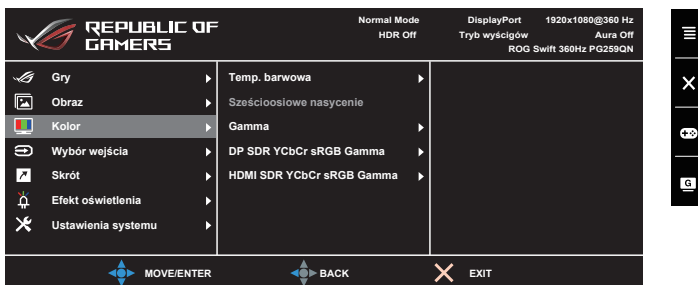 REPUBLIC OF
GAMERS
Normal Mode
HDR Off
DisplayPort 1920x1080@360 Hz
Tryb wyścigów Aura Off
ROG Swift 360Hz PG259QN
Gry
Obraz
Kolor
Wybór wejścia
Skrót
Efekt oświetlenia
Ustawienia systemu
Temp. barwowa
Sześcioosiowe nasycenie
Gamma
DP SDR YCbCr sRGB Gamma
HDMI SDR YCbCr sRGB Gamma
MOVE/ENTER
BACK
EXIT
G